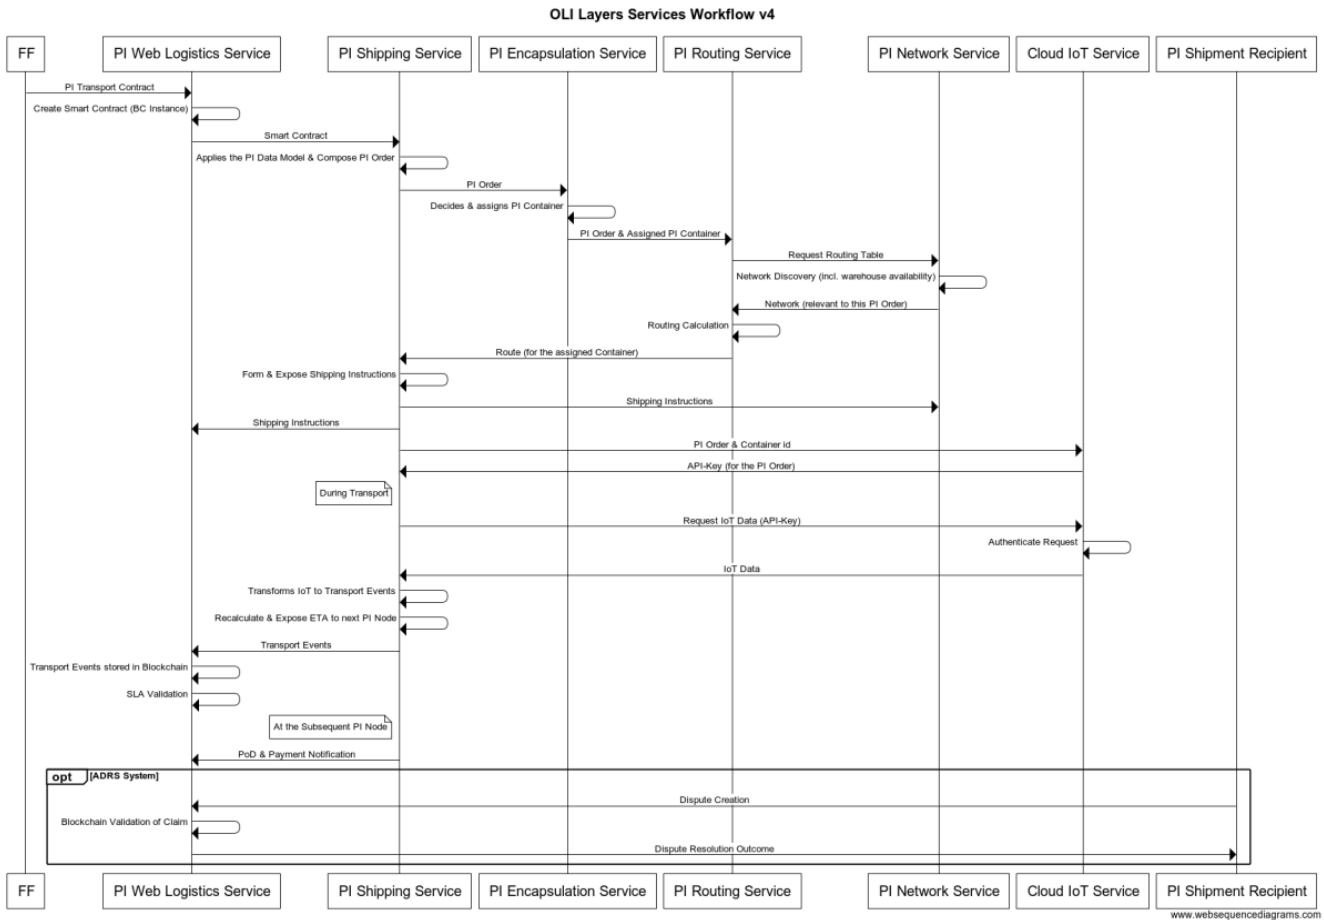 OLI Layers Services Workflow v4
FF
PI Web Logistics Service
PI Shipping Service
PI Encapsulation Service
PI Routing Service
PI Network Service
Cloud IoT Service
PI Shipment Recipient
PI Transport Contract
Create Smart Contract (BC Instance)
Smart Contract
Applies the PI Data Model & Compose PI Order
PI Order
Decides & assigns PI Container
PI Order & Assigned PI Container
Request Routing Table
Network Discovery (incl. warehouse availability)
Network (relevant to this PI Order)
Routing Calculation
Route (for the assigned Container)
Form & Expose Shipping Instructions
Shipping Instructions
Shipping Instructions
PI Order & Container id
API-Key (for the PI Order)
During Transport
Request IoT Data (API-Key)
Authenticate Request
IoT Data
Transforms IoT to Transport Events
Recalculate & Expose ETA to next PI Node
Transport Events
Transport Events stored in Blockchain
SLA Validation
At the Subsequent PI Node
PoD & Payment Notification
opt [ADRS System]
Dispute Creation
Blockchain Validation of Claim
Dispute Resolution Outcome
FF
PI Web Logistics Service
PI Shipping Service
PI Encapsulation Service
PI Routing Service
PI Network Service
Cloud IoT Service
PI Shipment Recipient
www.websequencediagrams.com